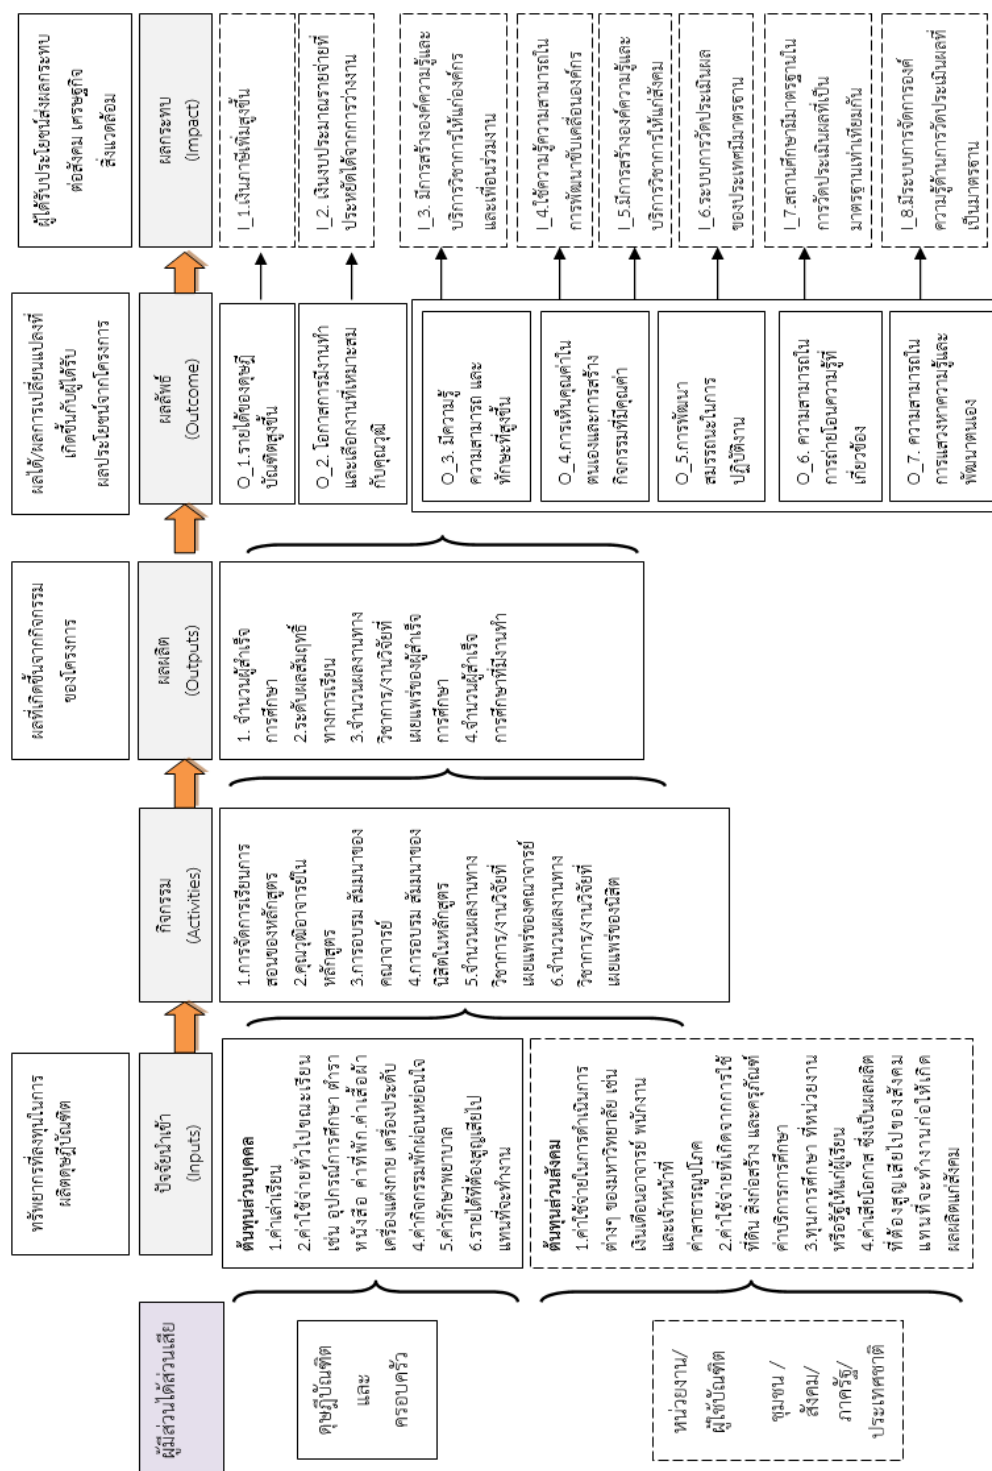 ทรัพยากรที่ลงทุนในการ
ผลิตดุษฎีบัณฑิต
ผลที่เกิดขึ้นจากกิจกรรม
ของโครงการ
ผลได้/ผลการเปลี่ยนแปลงที่
เกิดขึ้นกับผู้ได้รับ
ผลประโยชน์จากโครงการ
ผู้ได้รับประโยชน์ส่งผลกระทบ
ต่อสังคม เศรษฐกิจ
สิ่งแวดล้อม
ผู้มีส่วนได้ส่วนเสีย
ปัจจัยนำเข้า
(Inputs)
กิจกรรม
(Activities)
ผลผลิต
(Outputs)
ผลลัพธ์
(Outcome)
ผลกระทบ
(Impact)
ดุษฎีบัณฑิต
และ
ครอบครัว
หน่วยงาน/
ผู้ใช้บัณฑิต
ชุมชน /
สังคม/
ภาครัฐ/
ประเทศชาติ
ต้นทุนส่วนบุคคล
1.ค่าเล่าเรียน
2.ค่าใช้จ่ายทั่วไปขณะเรียน
เช่น อุปกรณ์การศึกษา ตำรา
หนังสือ ค่าที่พัก,ค่าเสื้อผ้า
เครื่องแต่งกาย เครื่องประดับ
4.ค่ากิจกรรมพักผ่อนหย่อนใจ
5.ค่ารักษาพยาบาล
6.รายได้ที่ต้องสูญเสียไป
แทนที่จะทำงาน
ต้นทุนส่วนสังคม
1.ค่าใช้จ่ายในการดำเนินการ
ต่างๆ ของมหาวิทยาลัย เช่น
เงินเดือนอาจารย์ พนักงาน
และเจ้าหน้าที่
ค่าสาธารณูปโภค
2.ค่าใช้จ่ายที่เกิดจากการใช้
ที่ดิน สิ่งก่อสร้าง และครุภัณฑ์
ค่าบริการการศึกษา
3.ทุนการศึกษา ที่หน่วยงาน
หรือรัฐให้แก่ผู้เรียน
4.ค่าเสียโอกาส ซึ่งเป็นผลผลิต
ที่ต้องสูญเสียไปของสังคม
แทนที่จะทำงานก่อให้เกิด
ผลผลิตแก่สังคม
1.การจัดการเรียนการ
สอนของหลักสูตร
2.คุณวุฒิอาจารย์ใน
หลักสูตร
3.การอบรม สัมมนาของ
คณาจารย์
4.การอบรม สัมมนาของ
นิสิตในหลักสูตร
5.จำนวนผลงานทาง
วิชาการ/งานวิจัยที่
เผยแพร่ของคณาจารย์
6.จำนวนผลงานทาง
วิชาการ/งานวิจัยที่
เผยแพร่ของนิสิต
1. จำนวนผู้สำเร็จ
การศึกษา
2.ระดับผลสัมฤทธิ์
ทางการเรียน
3.จำนวนผลงานทาง
วิชาการ/งานวิจัยที่
เผยแพร่ของผู้สำเร็จ
การศึกษา
4.จำนวนผู้สำเร็จ
การศึกษาที่มีงานทำ
O_1.รายได้ของดุษฎี
บัณฑิตสูงขึ้น
O_2. โอกาสการมีงานทำ
และเลือกงานที่เหมาะสม
กับคุณวุฒิ
O_3. มีความรู้
ความสามารถ และ
ทักษะที่สูงขึ้น
O_4.การเห็นคุณค่าใน
ตนเองและการสร้าง
กิจกรรมที่มีคุณค่า
O_5.การพัฒนา
สมรรถนะในการ
ปฏิบัติงาน
O_6. ความสามารถใน
การถ่ายโอนความรู้ที่
เกี่ยวข้อง
O_7. ความสามารถใน
การแสวงหาความรู้และ
พัฒนาตนเอง
I_1.เงินภาษีเพิ่มสูงขึ้น
I_2. เงินงบประมาณรายจ่ายที่
ประหยัดได้จากการว่างงาน
I_3. มีการสร้างองค์ความรู้และ
บริการวิชาการให้แก่องค์กร
และเพื่อนร่วมงาน
I_4.ใช้ความรู้ความสามารถใน
การพัฒนาขับเคลื่อนองค์กร
I_5.มีการสร้างองค์ความรู้และ
บริการวิชาการให้แก่สังคม
I_6.ระบบการวัดประเมินผล
ของประเทศมีมาตรฐาน
I_7.สถานศึกษามีมาตรฐานใน
การวัดประเมินผลที่เป็น
มาตรฐานเท่าเทียมกัน
I_8.มีระบบการจัดการองค์
ความรู้ด้านการวัดประเมินผลที่
เป็นมาตรฐาน